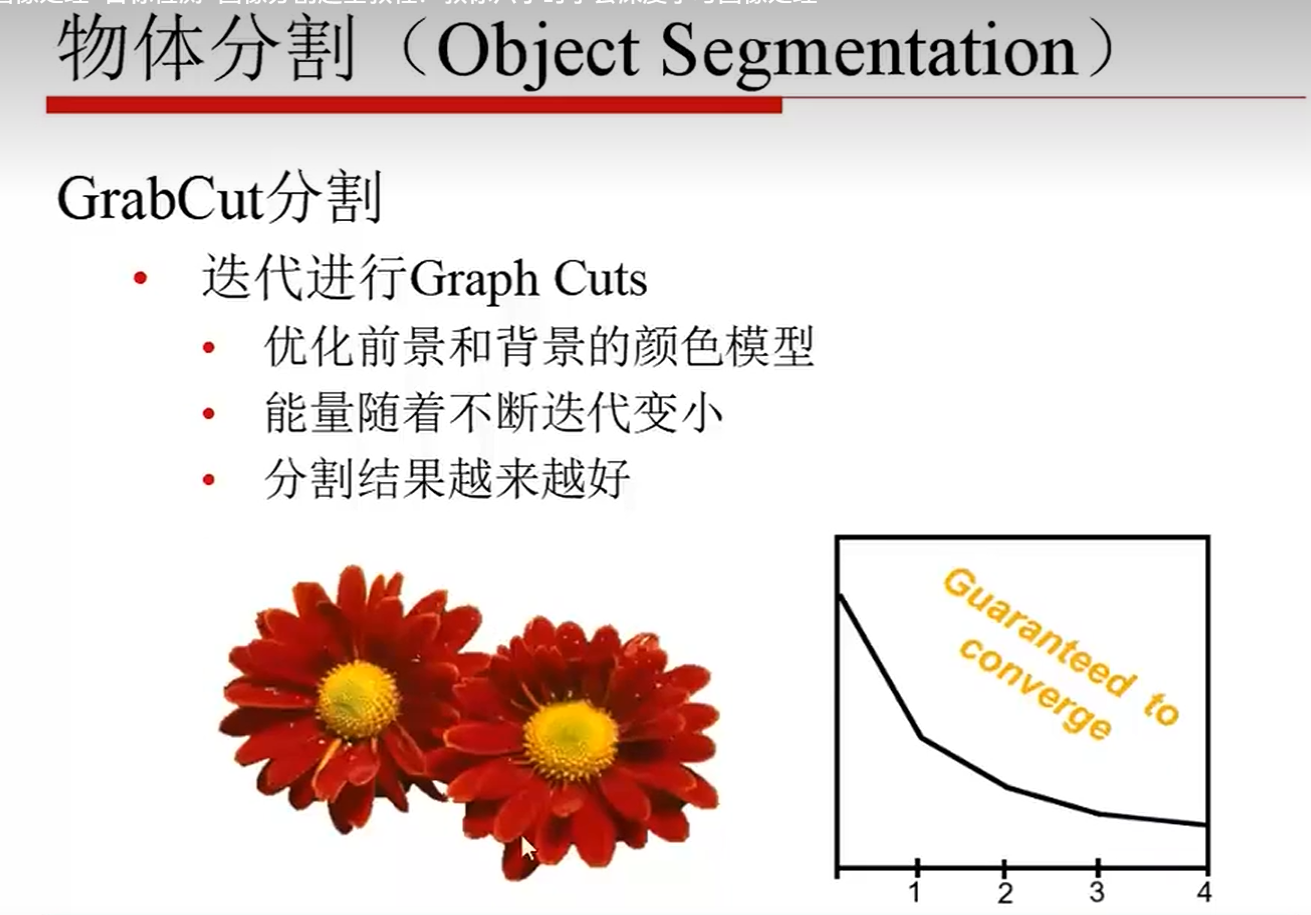 物体分割（Object Segmentation）
GrabCut分割
• 迭代进行Graph Cuts
• 优化前景和背景的颜色模型
• 能量随着不断迭代变小
• 分割结果越来越好
Guaranteed to
converge
1 2 3 4